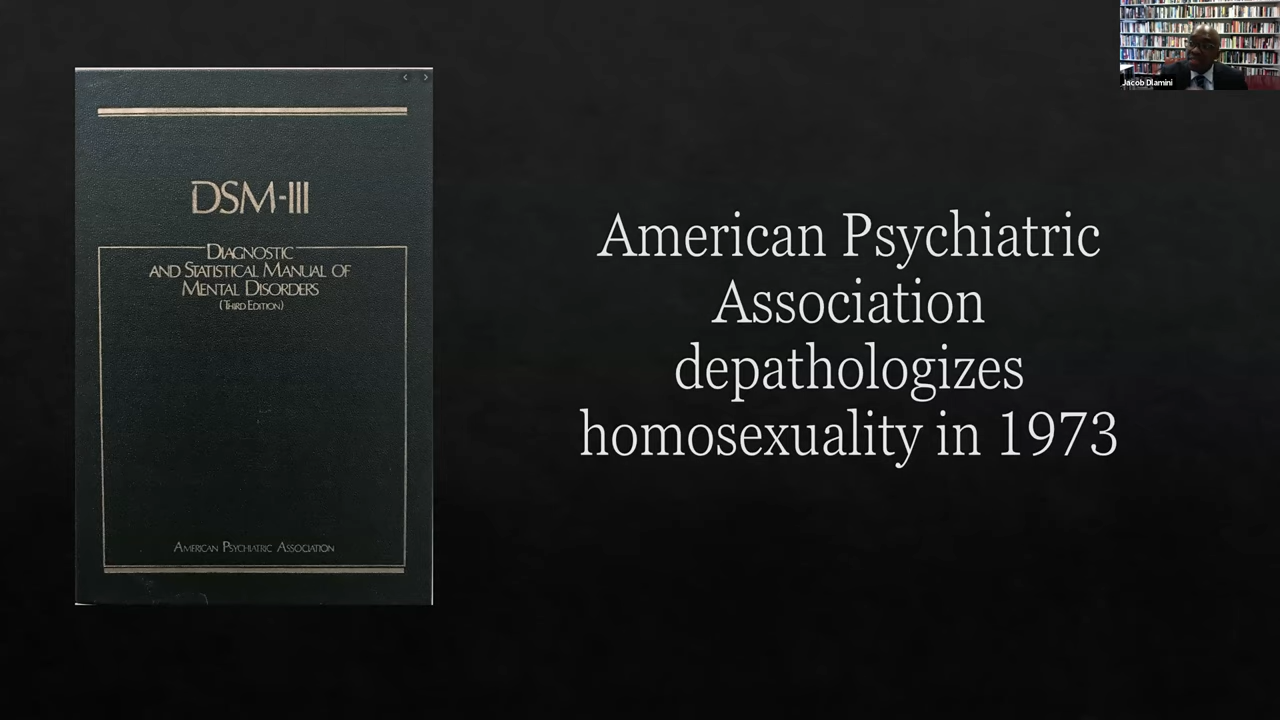 Jacob Dlamini
DSM-III
DIAGNOSTIC
AND STATISTICAL MANUAL OF
MENTAL DISORDERS
(THIRD EDITION)
AMERICAN PSYCHIATRIC ASSOCIATION
American Psychiatric
Association
depathologizes
homosexuality in 1973